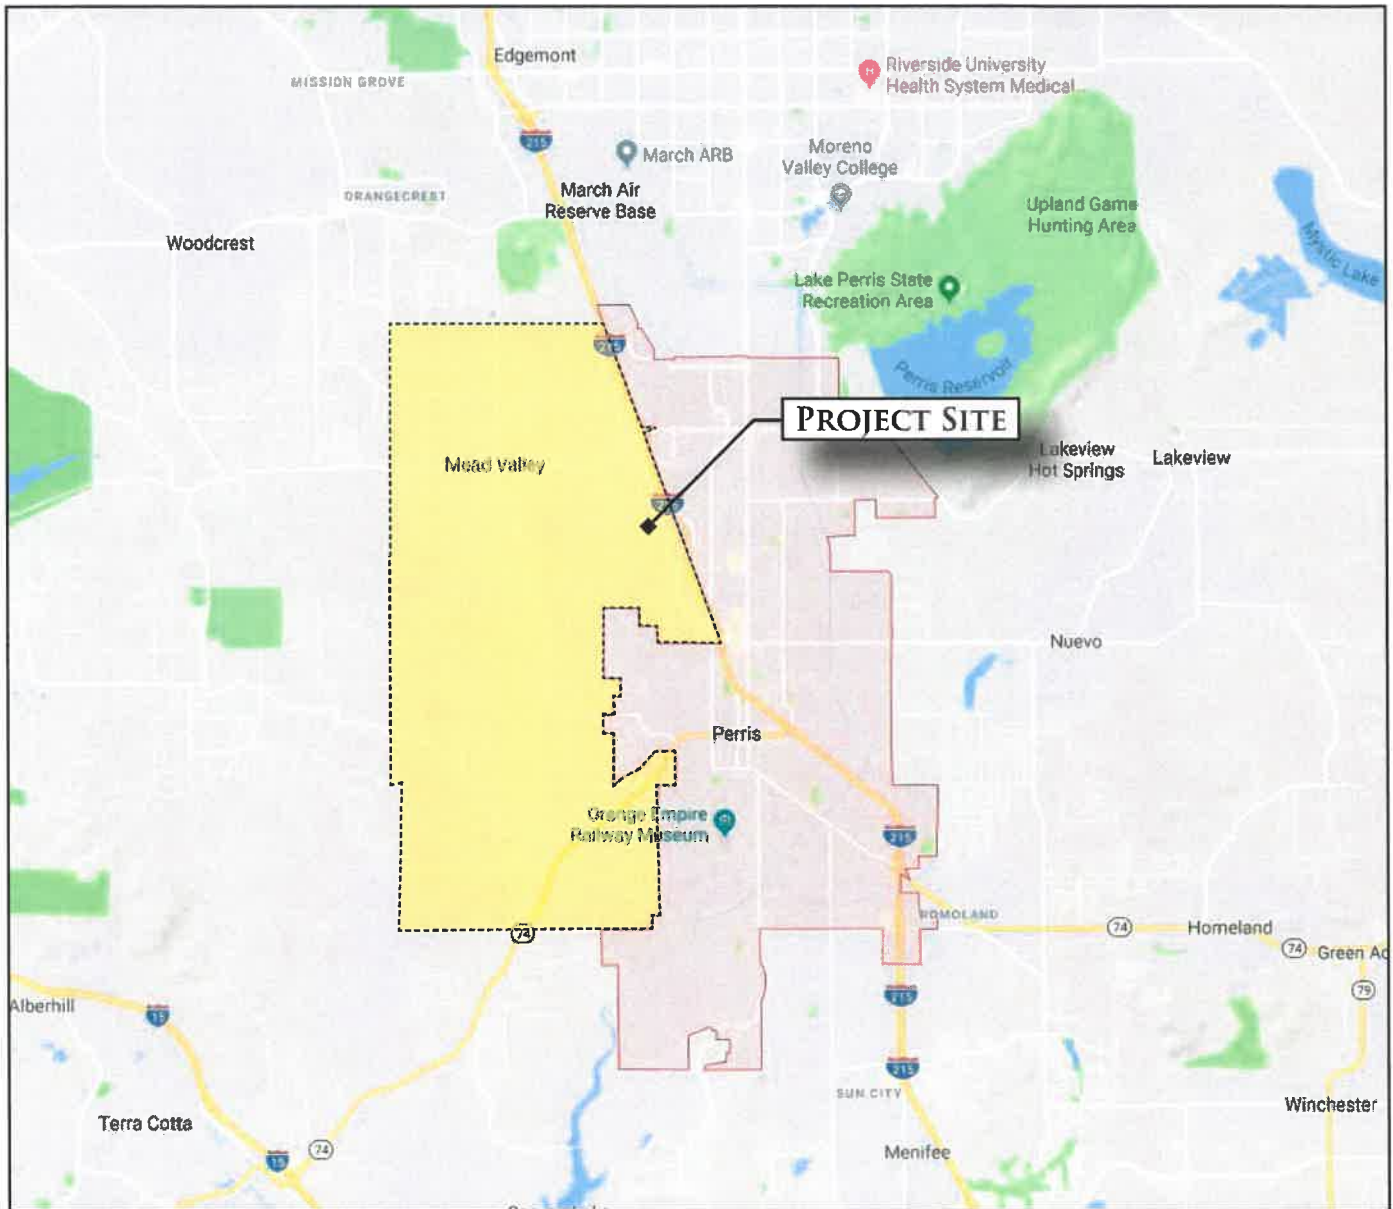 Edgemont
MISSION GROVE
Riverside University
Health System Medical...
215
March ARB
Moreno
Valley College
ORANGECREST
March Air
Reserve Base
Upland Game
Hunting Area
Woodcrest
Mystic Lake
Lake Perris State
Recreation Area
215
Perris Reservoir
PROJECT SITE
Mead Valley
Lakeview
Hot Springs
Lakeview
215
Nuevo
Perris
Orange Empire
Railway Museum
215
ROMOLAND
74
74
Homeland
74
Green Ac
79
Alberhill
15
215
215
SUN CITY
Winchester
Terra Cotta
74
15
Menifee